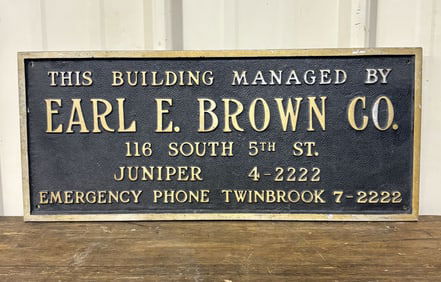 THIS BUILDING MANAGED BY
EARL E. BROWN CO.
116 SOUTH 5TH ST.
JUNIPER 4-2222
EMERGENCY PHONE TWINBROOK 7-2222